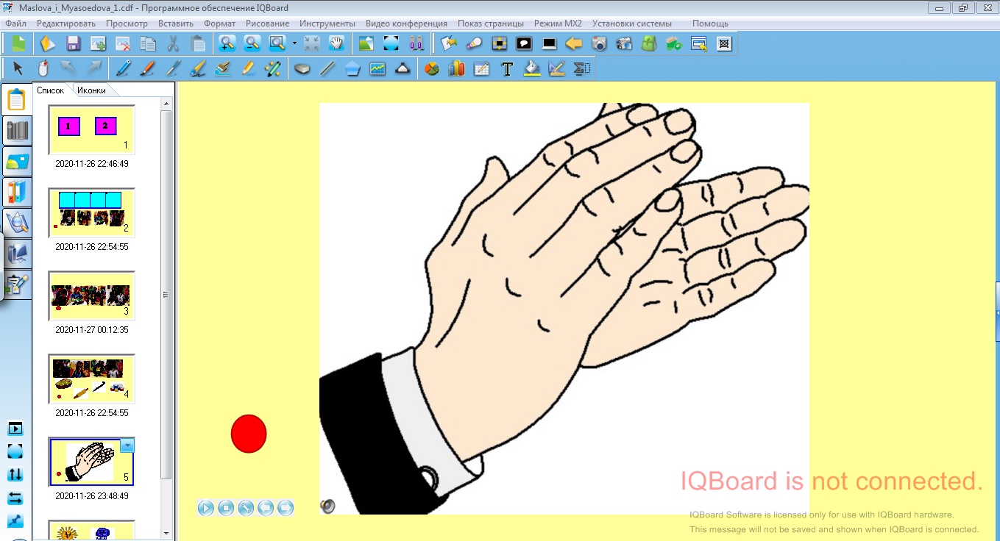 Maslova_i_Myasoedova_1.cdf - Программное обеспечение IQBoard
Файл Редактировать Просмотр Вставить Формат Рисование Инструменты Видео конференция Показ страницы Режим MX2 Установки системы Помощь
T
Список Иконки
1 2
1
2020-11-26 22:46:49
2
2020-11-26 22:54:55
3
2020-11-27 00:12:35
4
2020-11-26 22:54:55
5
2020-11-26 23:48:49
IQBoard is not connected.
IQBoard Software is licensed only for use with IQBoard hardware.
This message will not be saved and shown when IQBoard is connected.